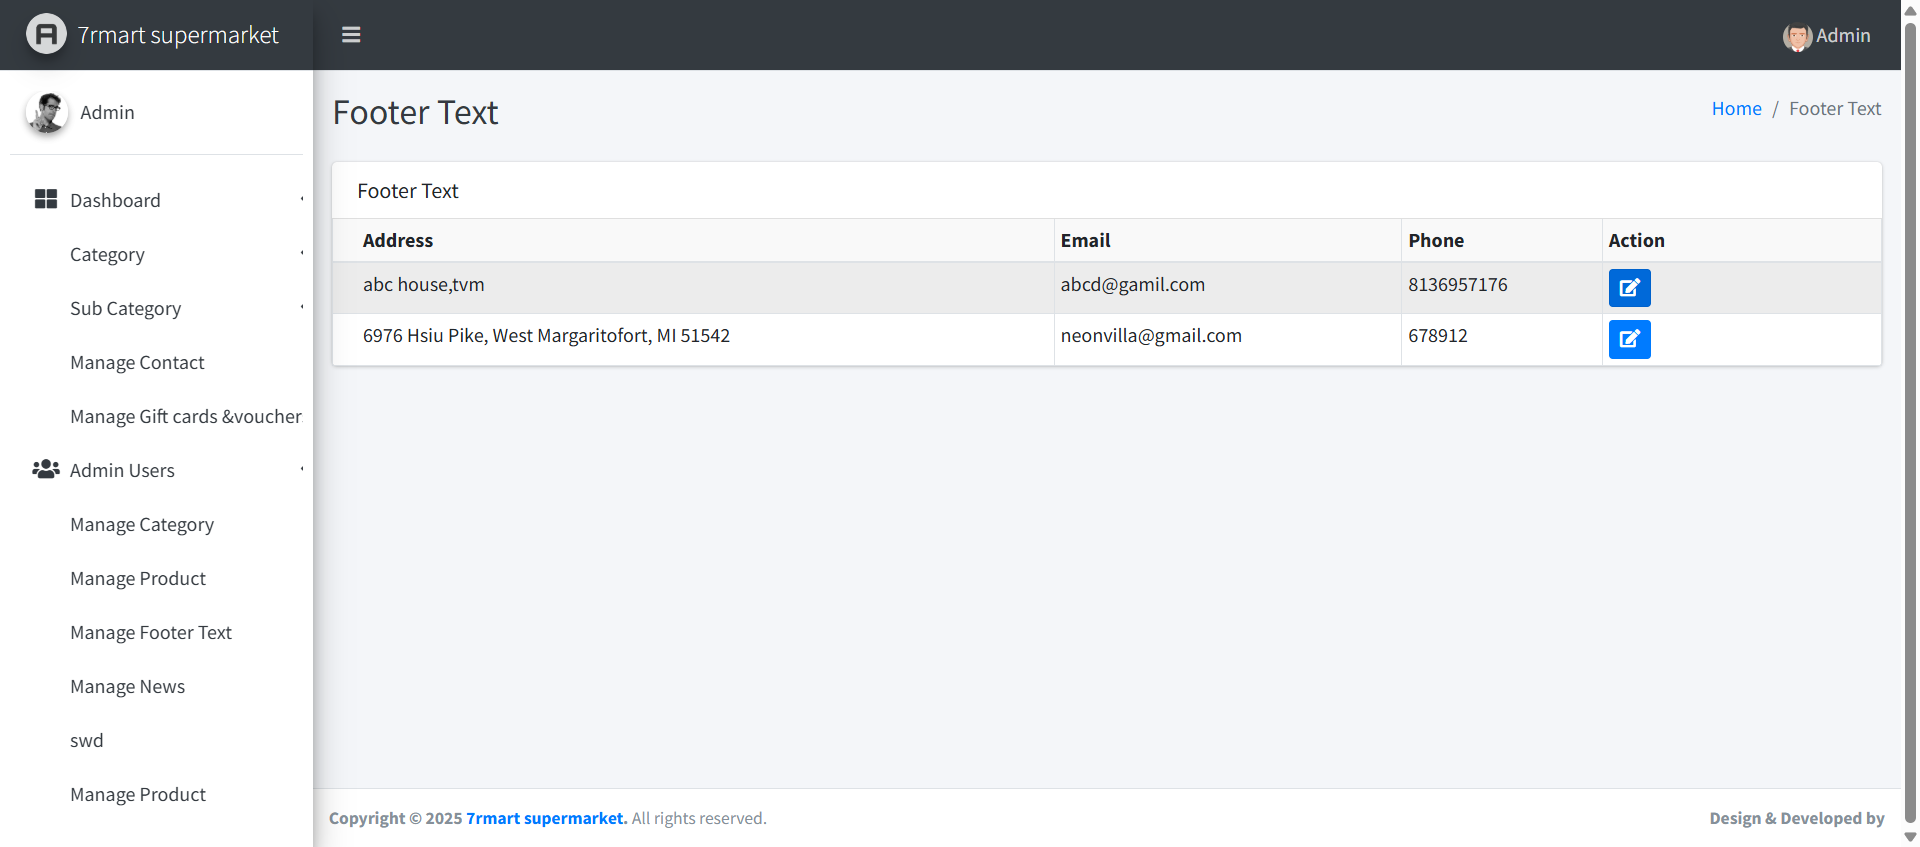 7rmart supermarket
Admin
Admin
Footer Text
Home / Footer Text
Dashboard
Category
Sub Category
Manage Contact
Manage Gift cards &voucher
Admin Users
Manage Category
Manage Product
Manage Footer Text
Manage News
swd
Manage Product
Footer Text
Address Email Phone Action
abc house,tvm abcd@gamil.com 8136957176
6976 Hsiu Pike, West Margaritofort, MI 51542 neonvilla@gmail.com 678912
Copyright © 2025 7rmart supermarket. All rights reserved.
Design & Developed by